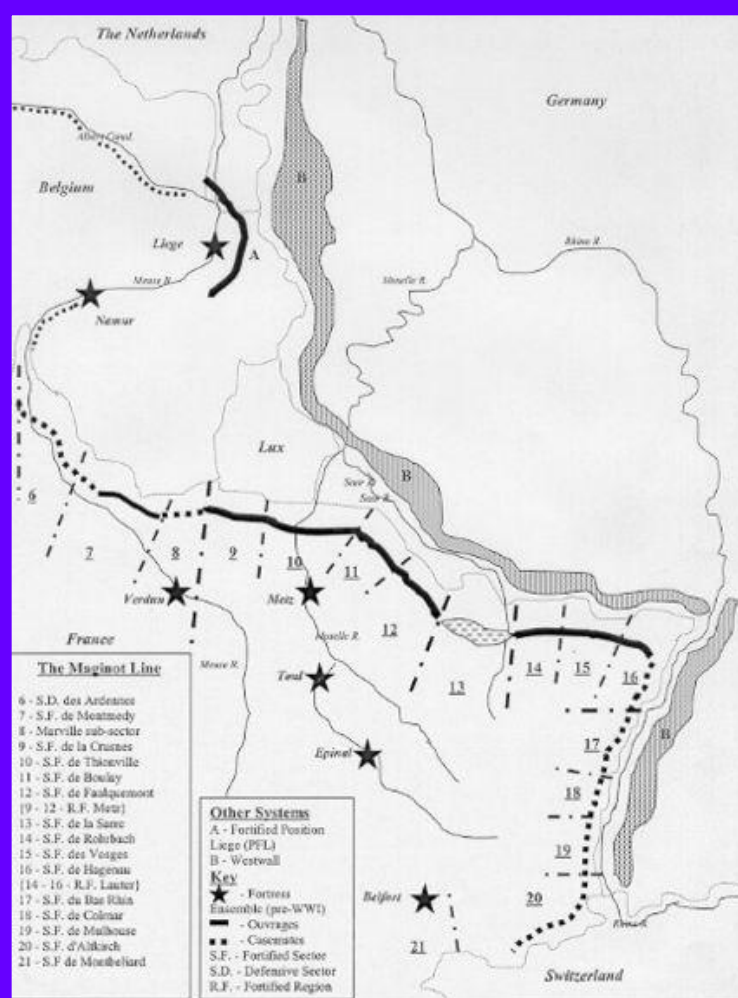 The Netherlands
Germany
Albert Canal
Belgium
B
Liege
A
Rhine R.
Meuse R.
Moselle R.
Namur
Lux
B
Saar R.
Saar R.
6
7
8
9
10
11
Verdun
Metz
12
France
Moselle R.
Meuse R.
13
14
15
16
Toul
17
B
Epinal
18
19
Belfort
20
21
Rhine R.
Switzerland
The Maginot Line
6 - S.D. des Ardennes
7 - S.F. de Montmedy
8 - Marville sub-sector
9 - S.F. de la Crusnes
10 - S.F. de Thionville
11 - S.F. de Boulay
12 - S.F. de Faulquemont
[9 - 12 - R.F. Metz]
13 - S.F. de la Sarre
14 - S.F. de Rohrbach
15 - S.F. des Vosges
16 - S.F. de Hagenau
[14 - 16 - R.F. Lauter]
17 - S.F. du Bas Rhin
18 - S.F. de Colmar
19 - S.F. de Mulhouse
20 - S.F. d'Altkirch
21 - S.F de Montbeliard
Other Systems
A - Fortified Position
Liege (PFL)
B - Westwall
Key
- Fortress
Ensemble (pre-WWI)
- Ouvrages
- Casemates
S.F. - Fortified Sector
S.D. - Defensive Sector
R.F. - Fortified Region